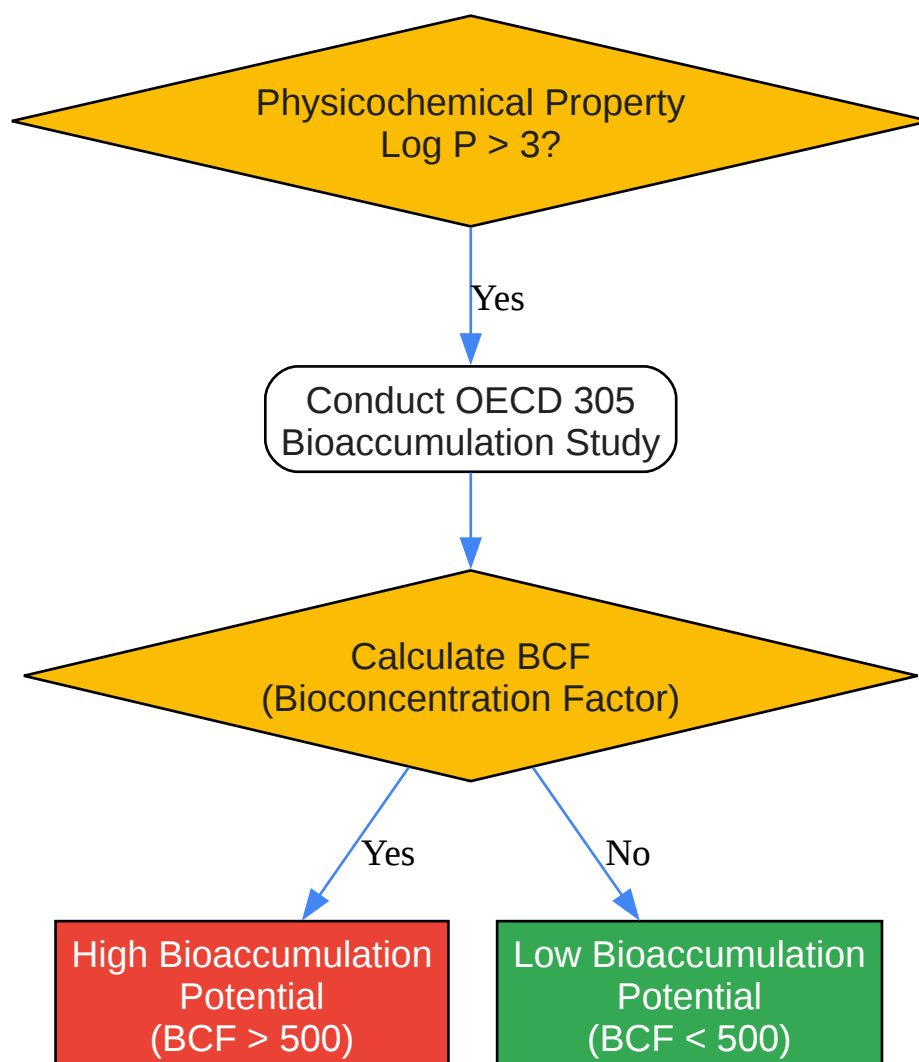 Physicochemical Property
Log P > 3?
Yes
Conduct OECD 305
Bioaccumulation Study
Calculate BCF
(Bioconcentration Factor)
Yes
No
High Bioaccumulation
Potential
(BCF > 500)
Low Bioaccumulation
Potential
(BCF < 500)